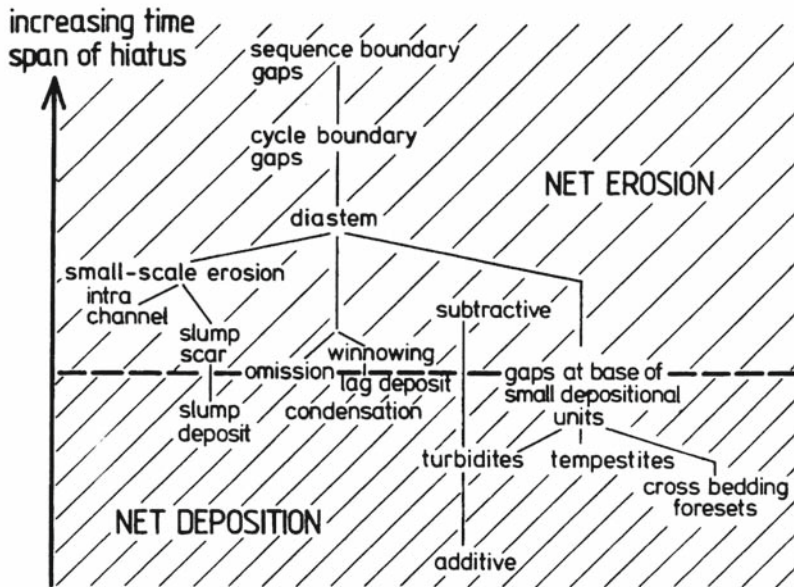 increasing time
span of hiatus
sequence boundary
gaps
cycle boundary
gaps
NET EROSION
diastem
small-scale erosion
intra
channel
subtractive
slump
scar
winnowing
omission
lag deposit
gaps at base of
small depositional
units
condensation
slump
deposit
turbidites
tempestites
cross bedding
foresets
NET DEPOSITION
additive